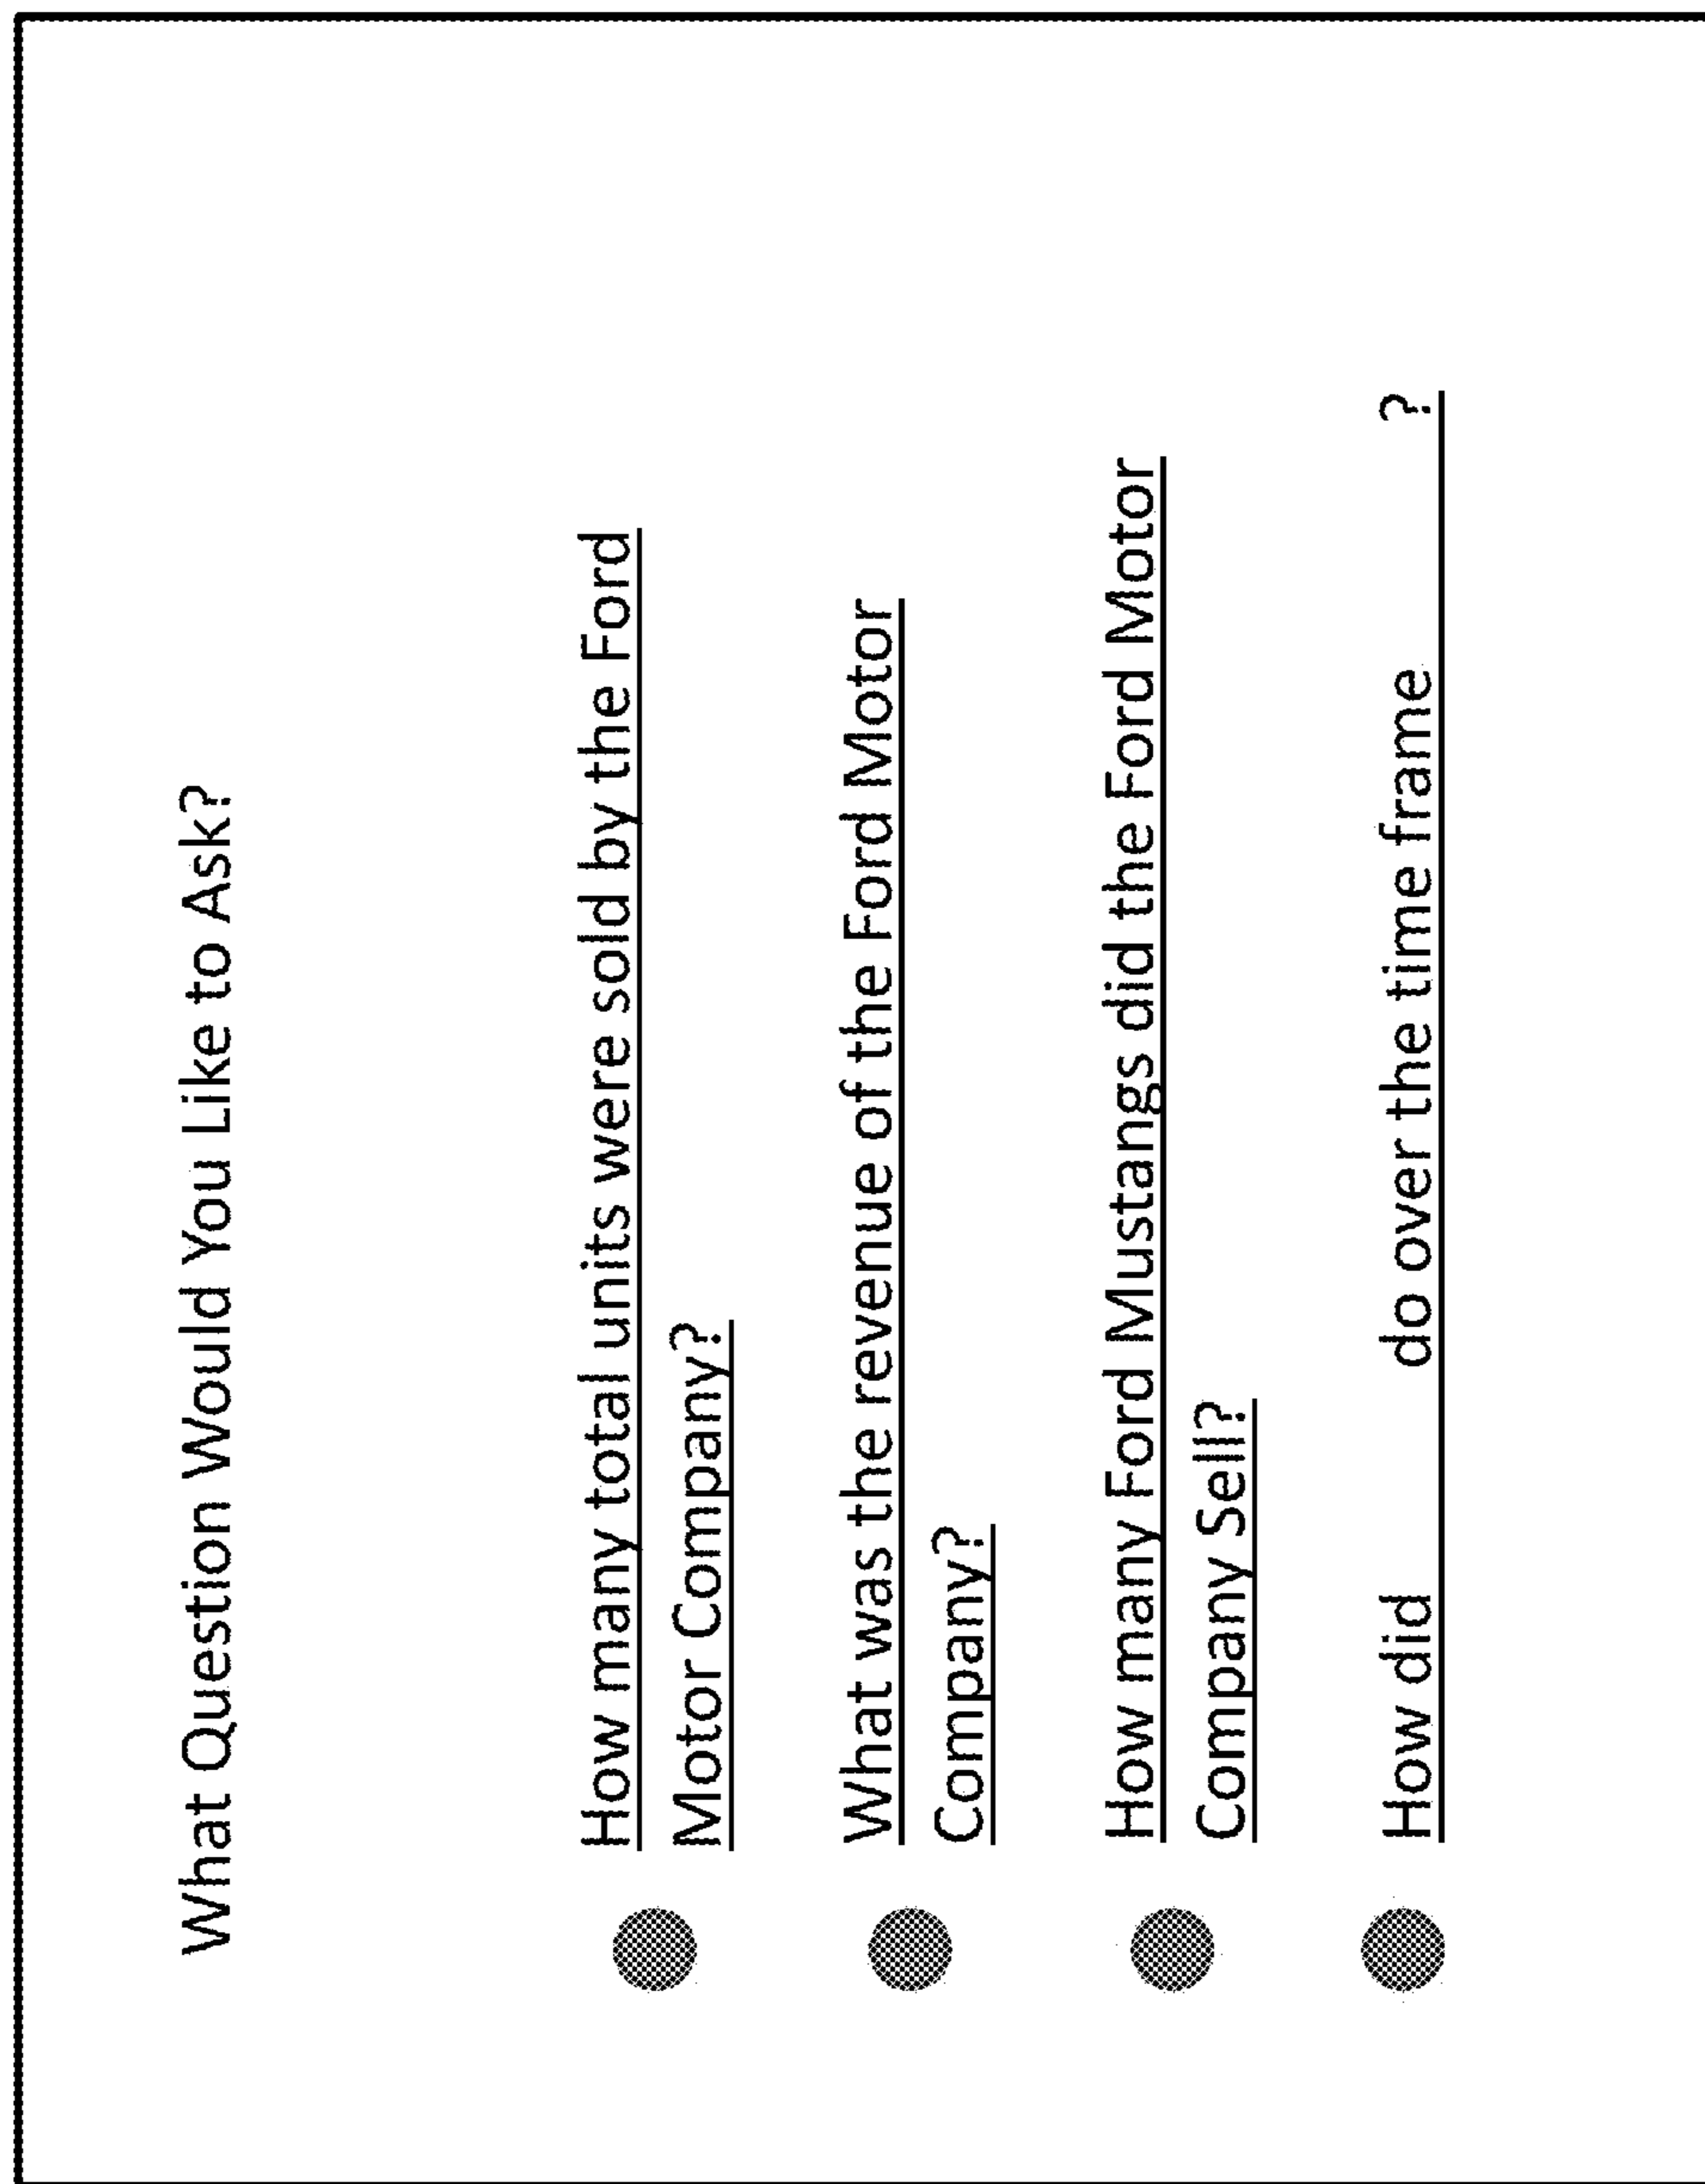 What Question Would You Like to Ask?
How many total units were sold by the Ford
Motor Company?
What was the revenue of the Ford Motor
Company?
How many Ford Mustangs did the Ford Motor
Company Sell?
How did do over the time frame ?